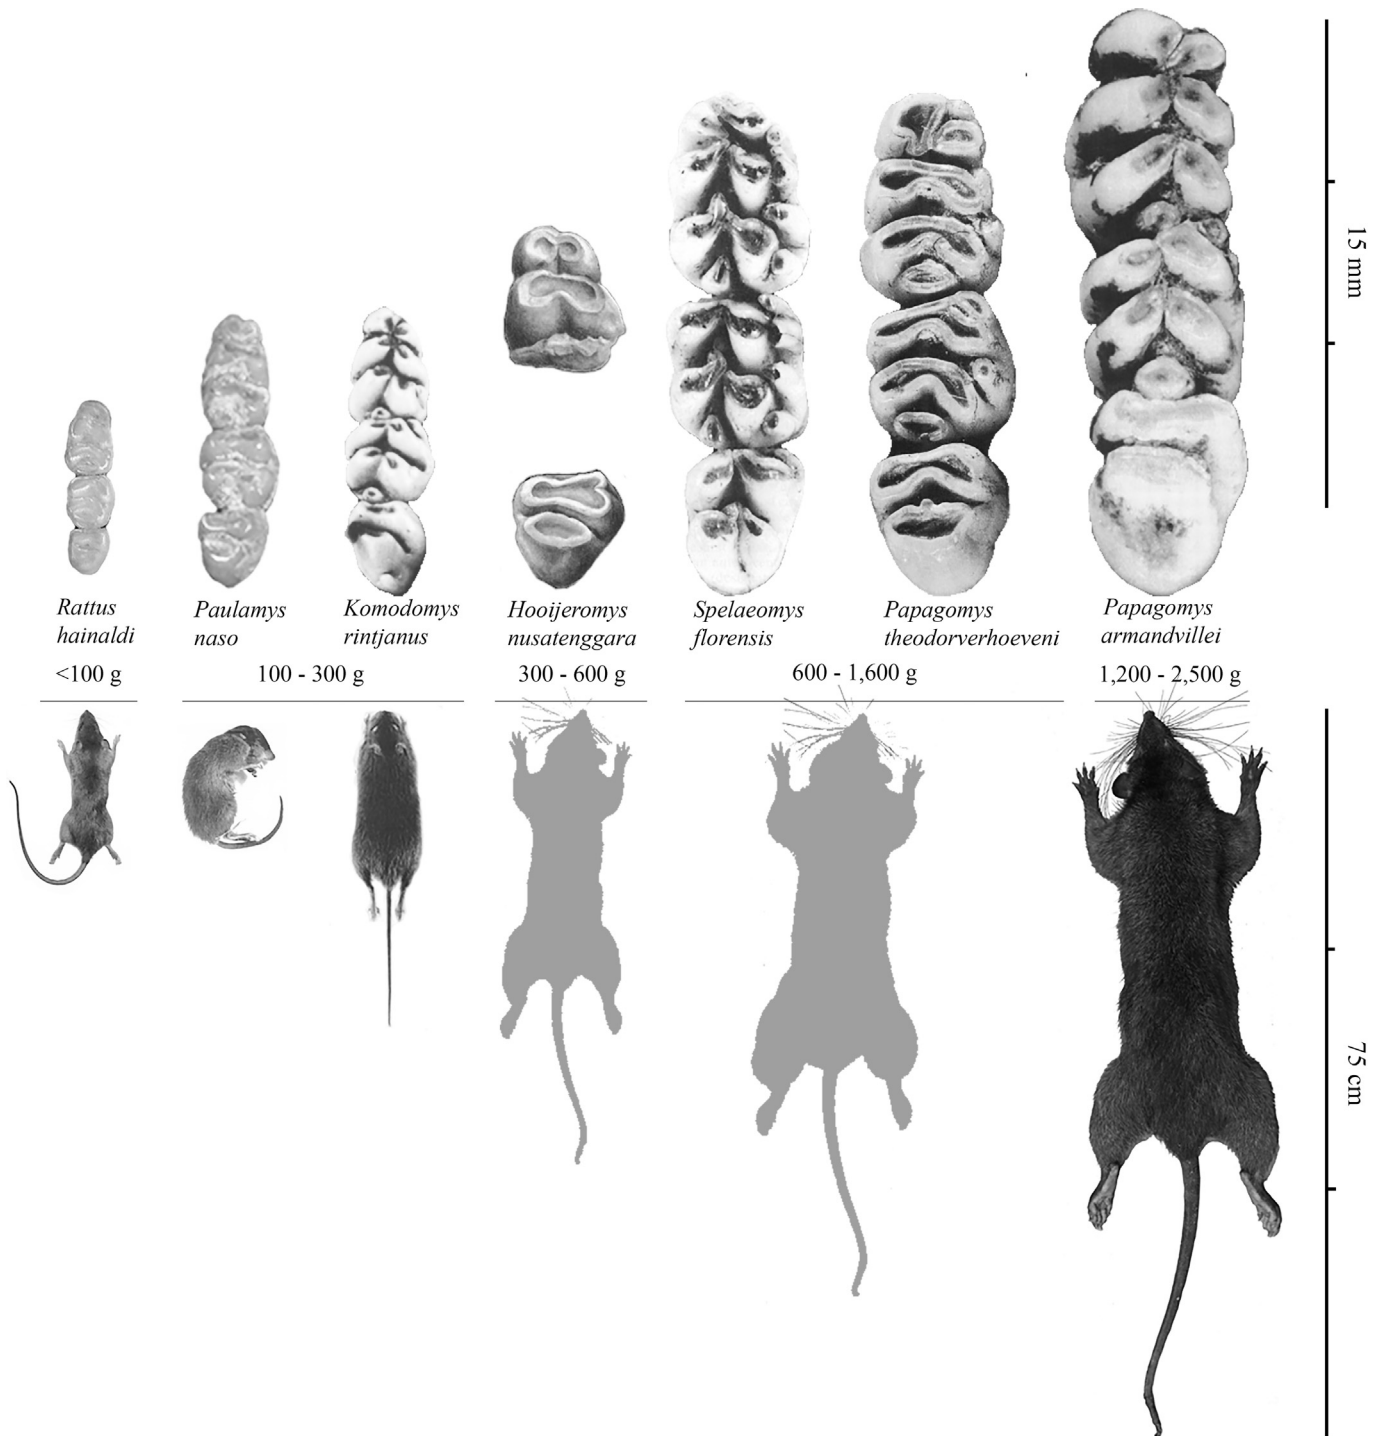 15 mm
Rattus
hainaldi
Paulamys
naso
Komodomys
rintjanus
Hooijeromys
nusatenggara
Spelaeomys
florensis
Papagomys
theodorverhoeveni
Papagomys
armandvillei
<100 g
100 - 300 g
300 - 600 g
600 - 1,600 g
1,200 - 2,500 g
75 cm